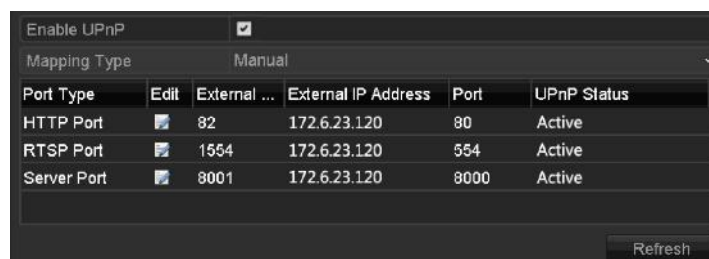 Enable UPnP
Mapping Type Manual
Port Type Edit External ... External IP Address Port UPnP Status
HTTP Port 82 172.6.23.120 80 Active
RTSP Port 1554 172.6.23.120 554 Active
Server Port 8001 172.6.23.120 8000 Active
Refresh